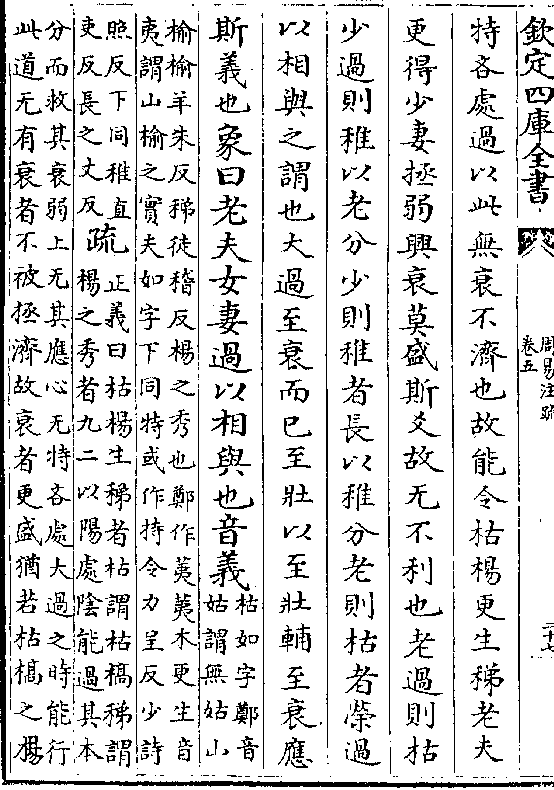 欽定四庫全書
周易注疏
卷五
二十七
特吝處過以此無衰不濟也故能令枯楊更生稊老夫
更得少妻拯弱興衰莫盛斯爻故无不利也老過則枯
少過則稚以老分少則稚者長以稚分老則枯者榮過
以相與之謂也大過至衰而已至壯以至壯輔至衰應
斯義也象曰老夫女妻過以相與也音義
枯如字鄭音
姑謂無姑山
榆榆羊朱反稊徒稽反楊之秀也鄭作荑荑木更生音
夷謂山榆之實夫如字下同特或作持令力呈反少詩
照反下同稚直
吏反長之丈反
疏
正義曰枯楊生稊者枯謂枯槁稊謂
楊之秀者九二以陽處陰能過其本
分而救其衰弱上无其應心无特吝處大過之時能行
此道无有衰者不被拯濟故衰者更盛猶若枯槁之楊